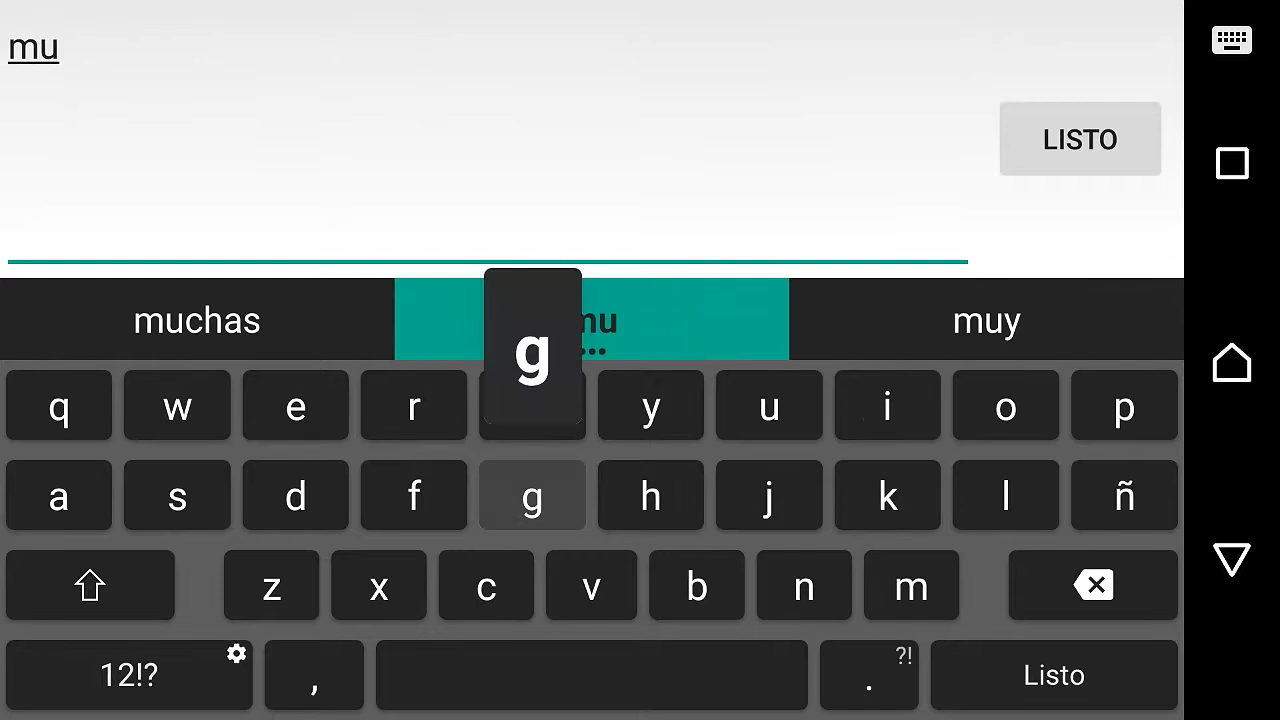 mu
LISTO
muchas mu muy
g
q w e r y u i o p
a s d f g h j k l ñ
z x c v b n m
12!? , . ?! Listo